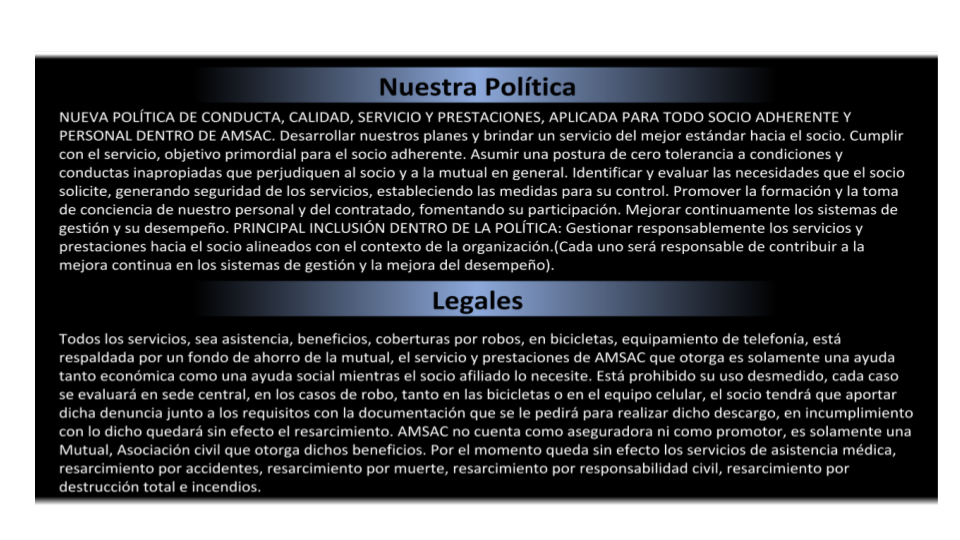 Nuestra Política
NUEVA POLÍTICA DE CONDUCTA, CALIDAD, SERVICIO Y PRESTACIONES, APLICADA PARA TODO SOCIO ADHERENTE Y
PERSONAL DENTRO DE AMSAC. Desarrollar nuestros planes y brindar un servicio del mejor estándar hacia el socio. Cumplir
con el servicio, objetivo primordial para el socio adherente. Asumir una postura de cero tolerancia a condiciones y
conductas inapropiadas que perjudiquen al socio y a la mutual en general. Identificar y evaluar las necesidades que el socio
solicite, generando seguridad de los servicios, estableciendo las medidas para su control. Promover la formación y la toma
de conciencia de nuestro personal y del contratado, fomentando su participación. Mejorar continuamente los sistemas de
gestión y su desempeño. PRINCIPAL INCLUSIÓN DENTRO DE LA POLÍTICA: Gestionar responsablemente los servicios y
prestaciones hacia el socio alineados con el contexto de la organización.(Cada uno será responsable de contribuir a la
mejora continua en los sistemas de gestión y la mejora del desempeño).
Legales
Todos los servicios, sea asistencia, beneficios, coberturas por robos, en bicicletas, equipamiento de telefonía, está
respaldada por un fondo de ahorro de la mutual, el servicio y prestaciones de AMSAC que otorga es solamente una ayuda
tanto económica como una ayuda social mientras el socio afiliado lo necesite. Está prohibido su uso desmedido, cada caso
se evaluará en sede central, en los casos de robo, tanto en las bicicletas o en el equipo celular, el socio tendrá que aportar
dicha denuncia junto a los requisitos con la documentación que se le pedirá para realizar dicho descargo, en incumplimiento
con lo dicho quedará sin efecto el resarcimiento. AMSAC no cuenta como aseguradora ni como promotor, es solamente una
Mutual, Asociación civil que otorga dichos beneficios. Por el momento queda sin efecto los servicios de asistencia médica,
resarcimiento por accidentes, resarcimiento por muerte, resarcimiento por responsabilidad civil, resarcimiento por
destrucción total e incendios.